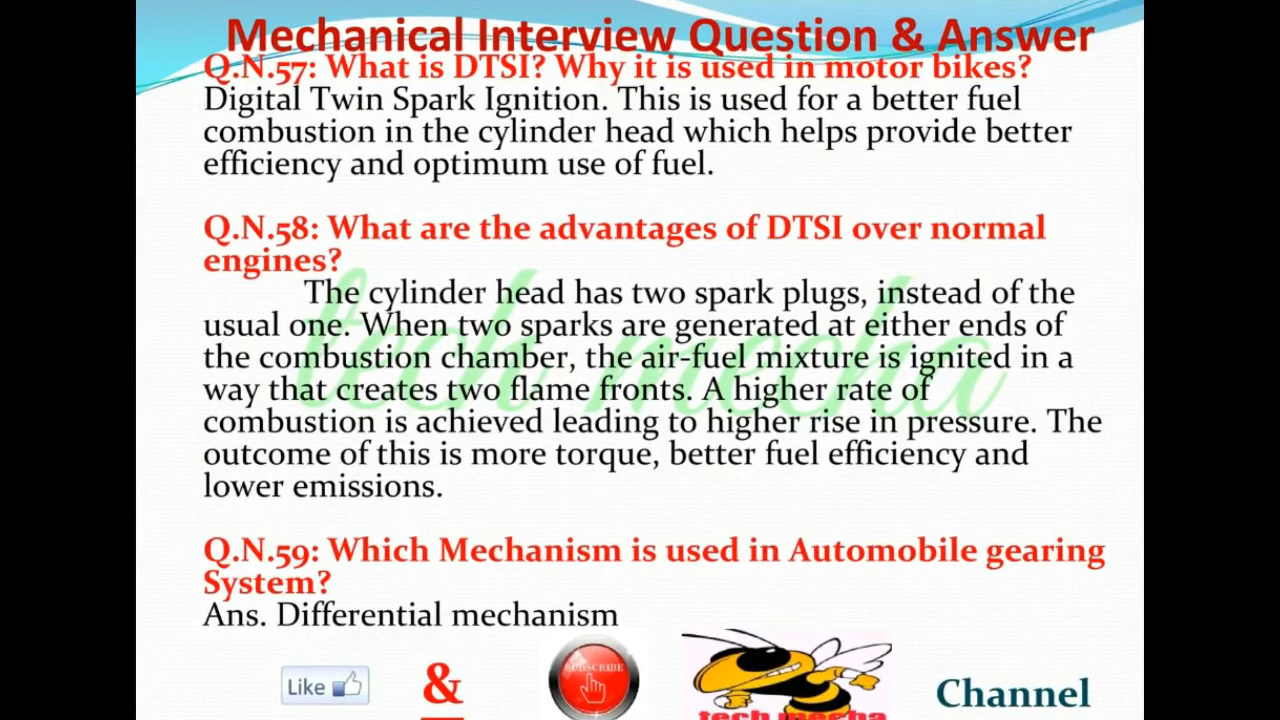 Mechanical Interview Question & Answer
Q.N.57: What is DTSI? Why it is used in motor bikes?
Digital Twin Spark Ignition. This is used for a better fuel
combustion in the cylinder head which helps provide better
efficiency and optimum use of fuel.
Q.N.58: What are the advantages of DTSI over normal
engines?
The cylinder head has two spark plugs, instead of the
usual one. When two sparks are generated at either ends of
the combustion chamber, the air-fuel mixture is ignited in a
way that creates two flame fronts. A higher rate of
combustion is achieved leading to higher rise in pressure. The
outcome of this is more torque, better fuel efficiency and
lower emissions.
tech mecha
Q.N.59: Which Mechanism is used in Automobile gearing
System?
Ans. Differential mechanism
Like
&
SUBSCRIBE
tech mecha
Channel